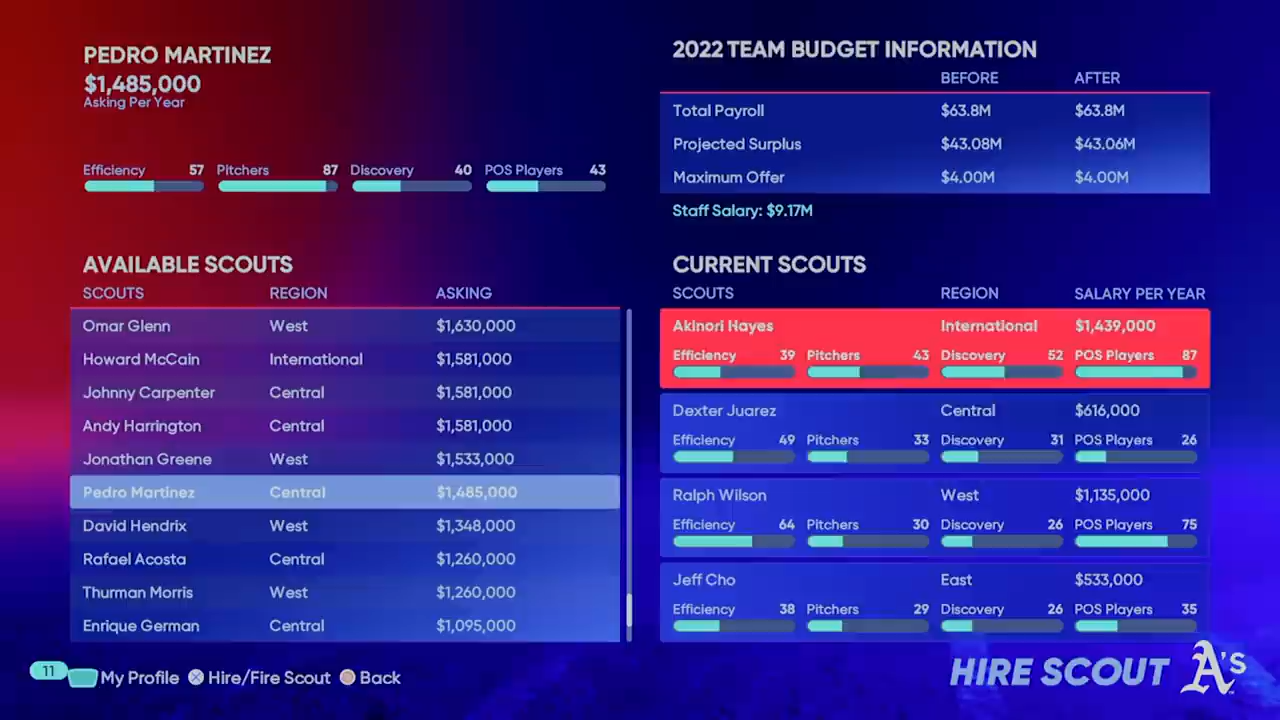 PEDRO MARTINEZ
$1,485,000
Asking Per Year
Efficiency 57 Pitchers 87 Discovery 40 POS Players 43
2022 TEAM BUDGET INFORMATION
BEFORE AFTER
Total Payroll $63.8M $63.8M
Projected Surplus $43.08M $43.06M
Maximum Offer $4.00M $4.00M
Staff Salary: $9.17M
AVAILABLE SCOUTS
SCOUTS REGION ASKING
Omar Glenn West $1,630,000
Howard McCain International $1,581,000
Johnny Carpenter Central $1,581,000
Andy Harrington Central $1,581,000
Jonathan Greene West $1,533,000
Pedro Martinez Central $1,485,000
David Hendrix West $1,348,000
Rafael Acosta Central $1,260,000
Thurman Morris West $1,260,000
Enrique German Central $1,095,000
CURRENT SCOUTS
SCOUTS REGION SALARY PER YEAR
Akinori Hayes International $1,439,000
Efficiency 39 Pitchers 43 Discovery 52 POS Players 87
Dexter Juarez Central $616,000
Efficiency 49 Pitchers 33 Discovery 31 POS Players 26
Ralph Wilson West $1,135,000
Efficiency 64 Pitchers 30 Discovery 26 POS Players 75
Jeff Cho East $533,000
Efficiency 38 Pitchers 29 Discovery 26 POS Players 35
11 My Profile Hire/Fire Scout Back
HIRE SCOUT A's